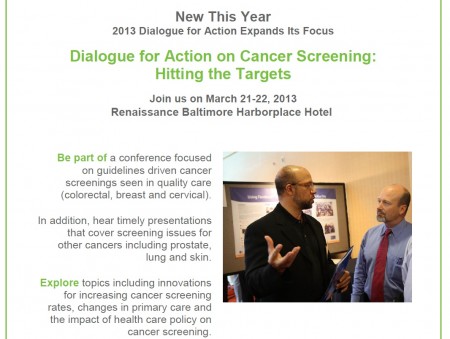 New This Year
2013 Dialogue for Action Expands Its Focus
Dialogue for Action on Cancer Screening:
Hitting the Targets
Join us on March 21-22, 2013
Renaissance Baltimore Harborplace Hotel
Be part of a conference focused
on guidelines driven cancer
screenings seen in quality care
(colorectal, breast and cervical).
In addition, hear timely presentations
that cover screening issues for
other cancers including prostate,
lung and skin.
Explore topics including innovations
for increasing cancer screening
rates, changes in primary care and
the impact of health care policy on
cancer screening.